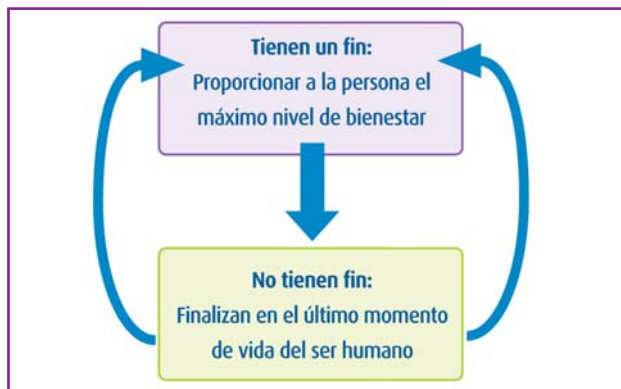 Tienen un fin:
Proporcionar a la persona el
máximo nivel de bienestar
No tienen fin:
Finalizan en el último momento
de vida del ser humano